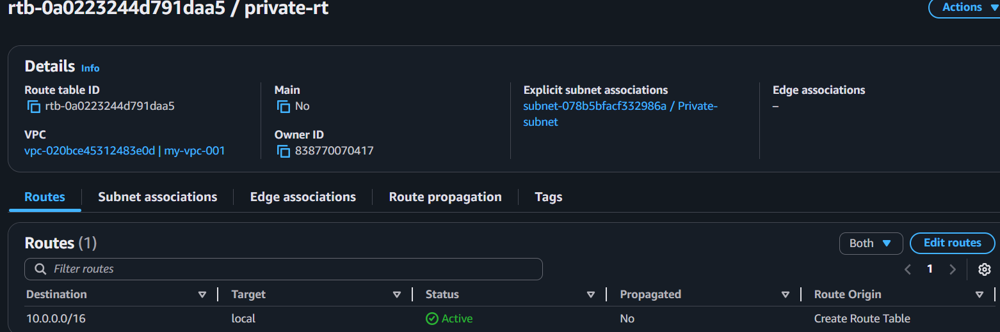 rtb-0a0223244d791daa5 / private-rt
Actions
Details Info
Route table ID
rtb-0a0223244d791daa5
Main
No
Explicit subnet associations
subnet-078b5bfacf332986a / Private-
subnet
Edge associations
–
VPC
vpc-020bce45312483e0d | my-vpc-001
Owner ID
838770070417
Routes Subnet associations Edge associations Route propagation Tags
Routes (1)
Both
Edit routes
Filter routes
1
Destination Target Status Propagated Route Origin
10.0.0.0/16 local Active No Create Route Table